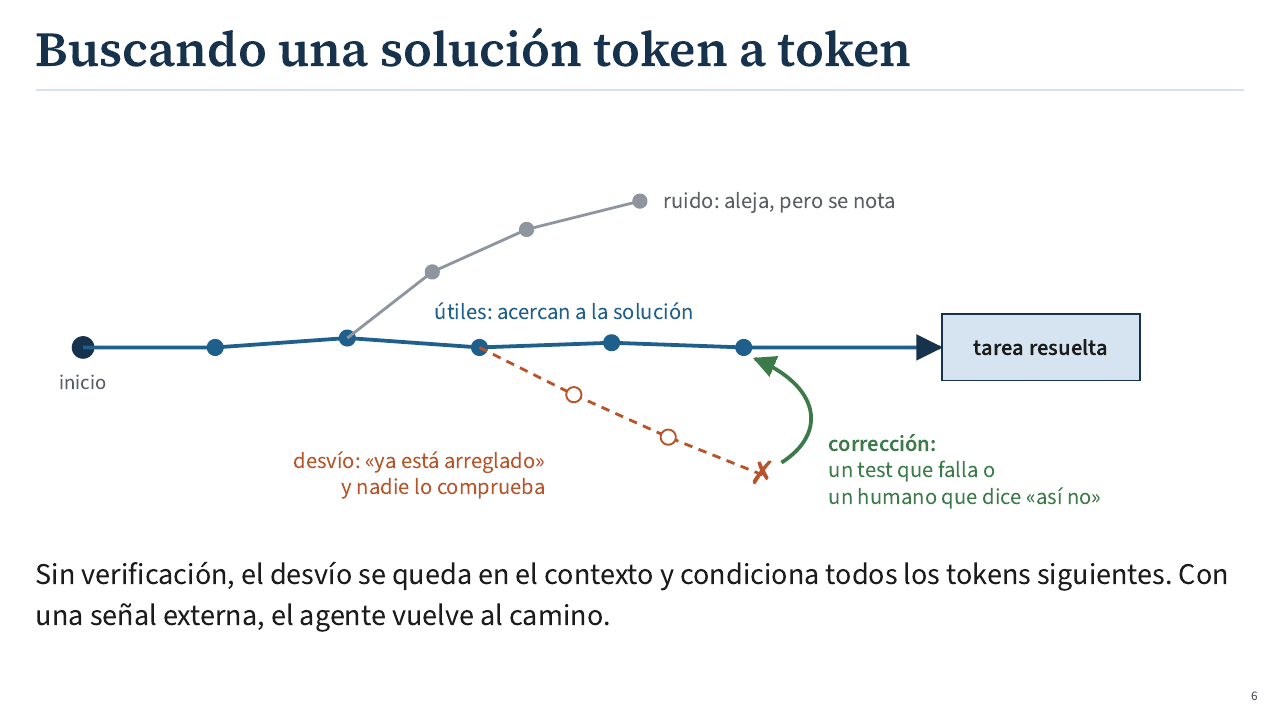 Buscando una solución token a token
ruido: aleja, pero se nota
útiles: acercan a la solución
tarea resuelta
inicio
desvío: «ya está arreglado»
y nadie lo comprueba
corrección:
un test que falla o
un humano que dice «así no»
Sin verificación, el desvío se queda en el contexto y condiciona todos los tokens siguientes. Con
una señal externa, el agente vuelve al camino.
6